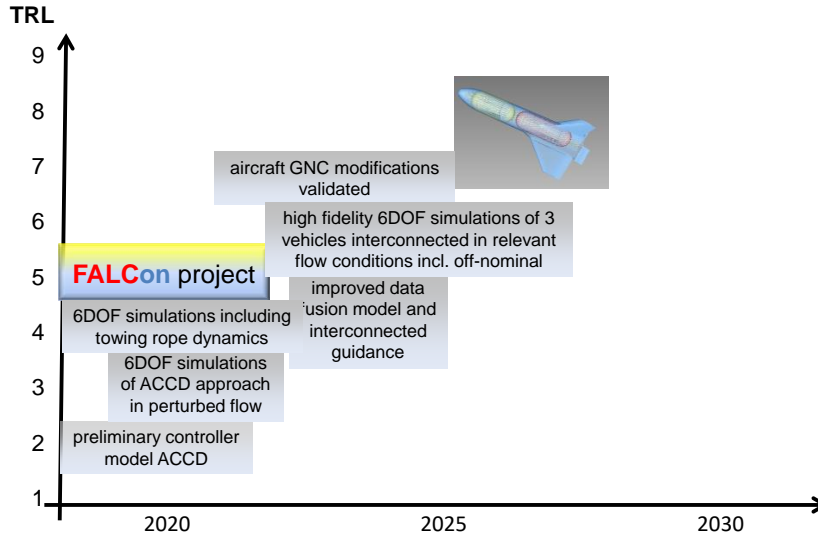 TRL
9
8
7
6
5
4
3
2
1
aircraft GNC modifications
validated
high fidelity 6DOF simulations of 3
vehicles interconnected in relevant
flow conditions incl. off-nominal
FALCon project
improved data
fusion model and
interconnected
guidance
6DOF simulations including
towing rope dynamics
6DOF simulations
of ACCD approach
in perturbed flow
preliminary controller
model ACCD
2020
2025
2030